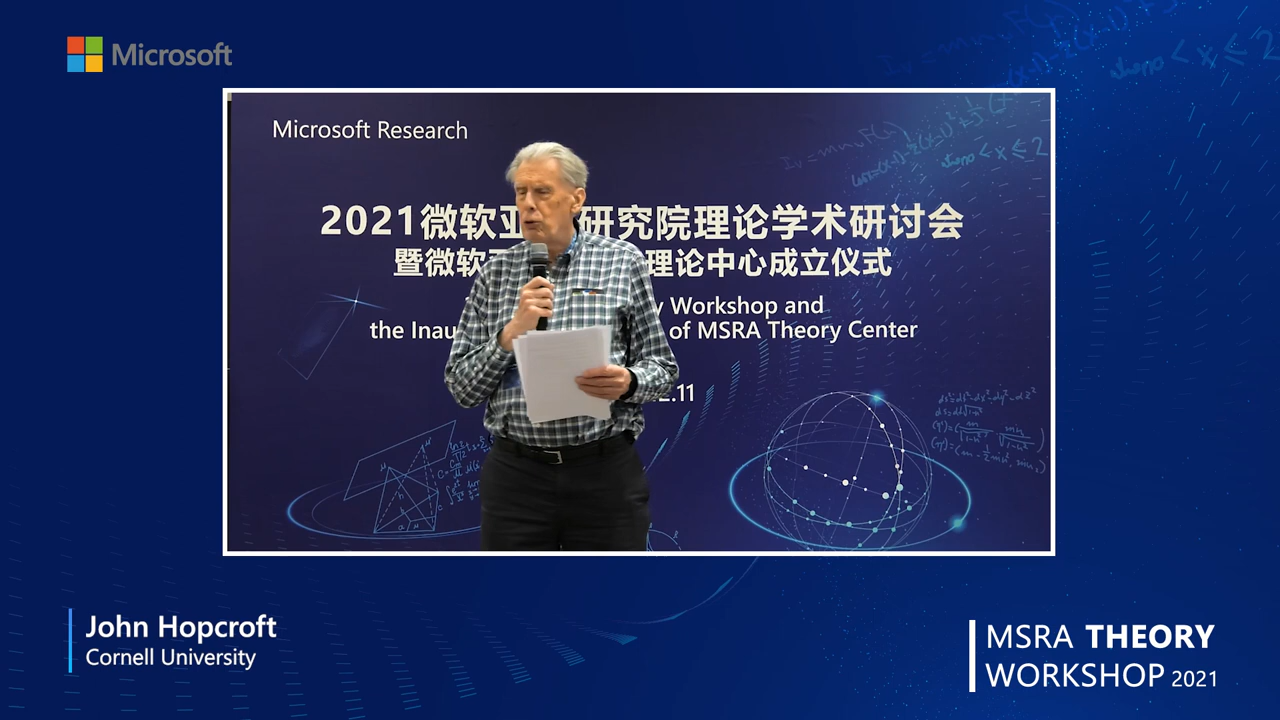 Microsoft
Microsoft Research
2021微软亚 研究院理论学术研讨会
暨微软 理论中心成立仪式
Workshop and
the of MSRA Theory Center
.11
John Hopcroft
Cornell University
MSRA THEORY
WORKSHOP 2021